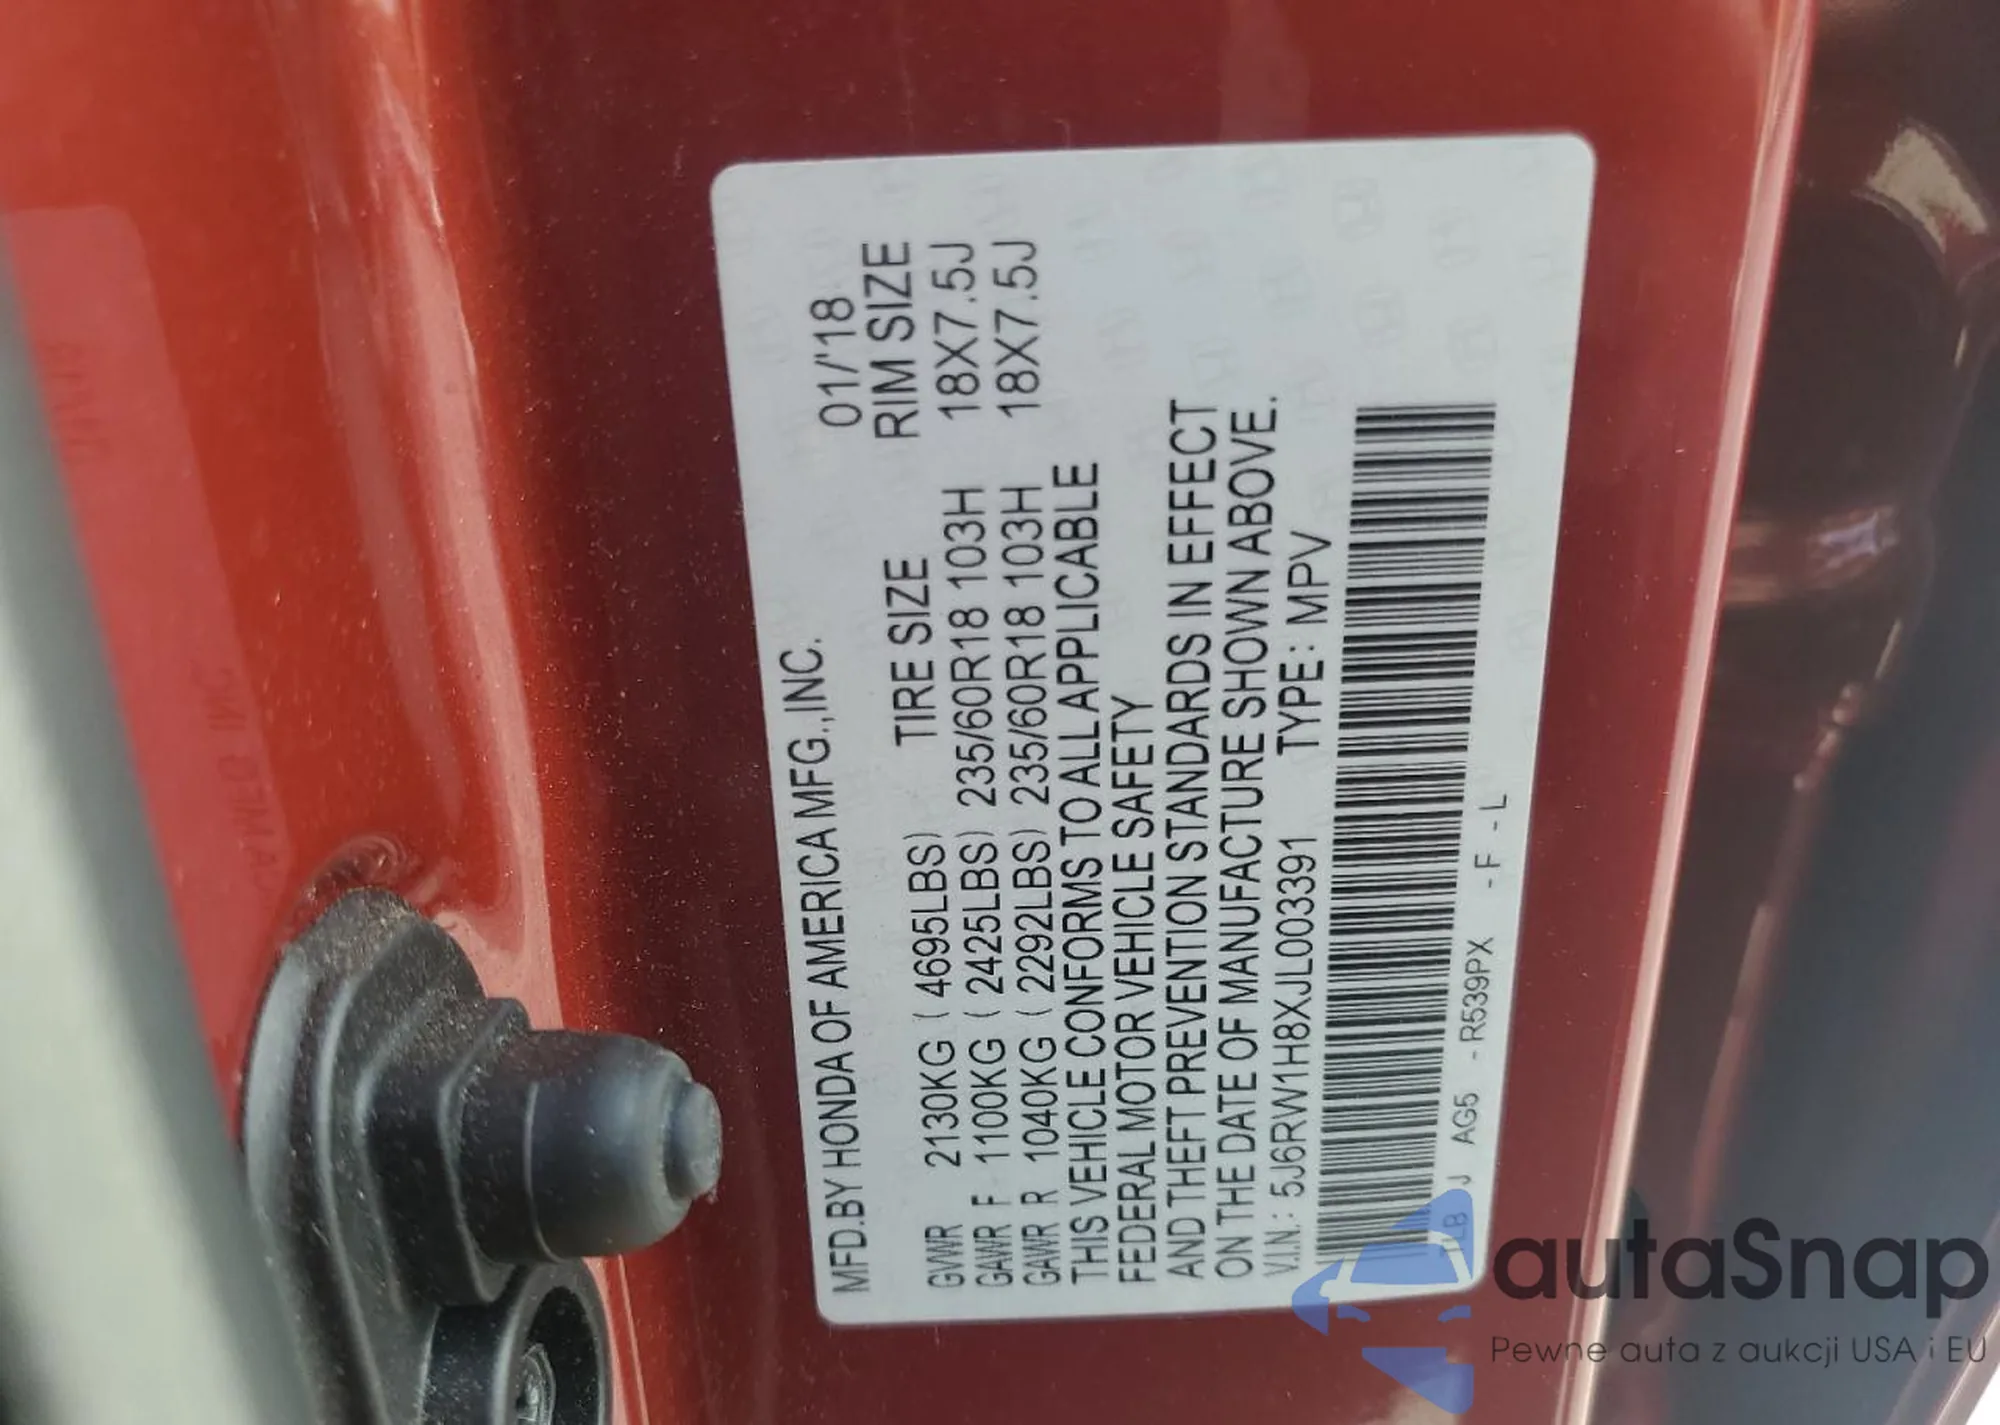 MFD.BY HONDA OF AMERICA MFG.,INC. 01/'18
TIRE SIZE RIM SIZE
GVWR 2130KG ( 4695LBS)
GAWR F 1100KG ( 2425LBS) 235/60R18 103H 18X7.5J
GAWR R 1040KG ( 2292LBS) 235/60R18 103H 18X7.5J
THIS VEHICLE CONFORMS TO ALL APPLICABLE
FEDERAL MOTOR VEHICLE SAFETY
AND THEFT PREVENTION STANDARDS IN EFFECT
ON THE DATE OF MANUFACTURE SHOWN ABOVE.
V.I.N.: 5J6RW1H8XJL003391 TYPE: MPV
TLB J AG5 - R539PX - F - L
autaSnap
Pewne auta z aukcji USA i EU